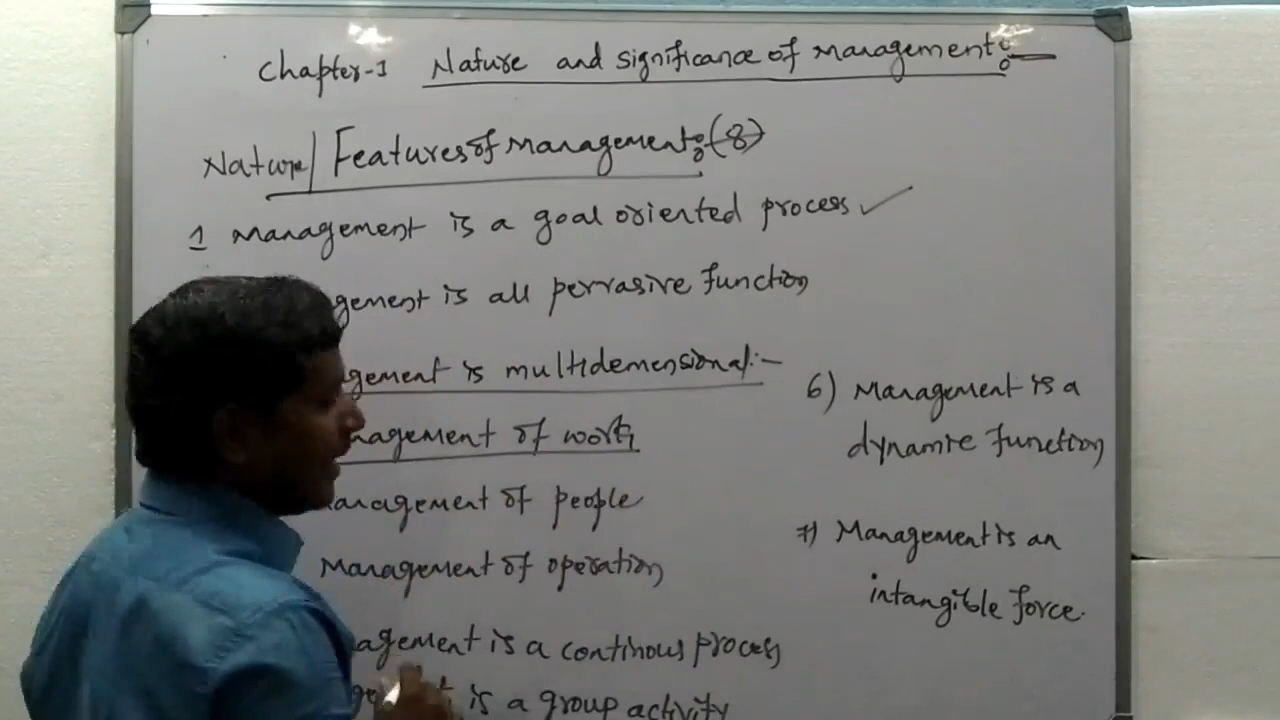 Chapter-1 Nature and significance of management:-
Nature/Features of management:-(8)
1 management is a goal oriented process ✓
gement is all pervasive function
gement is multidemensional:-
nagement of work
management of people
management of operation
agement is a continous process
is a group activity
6) Management is a
dynamic function
7) Management is an
intangible force.